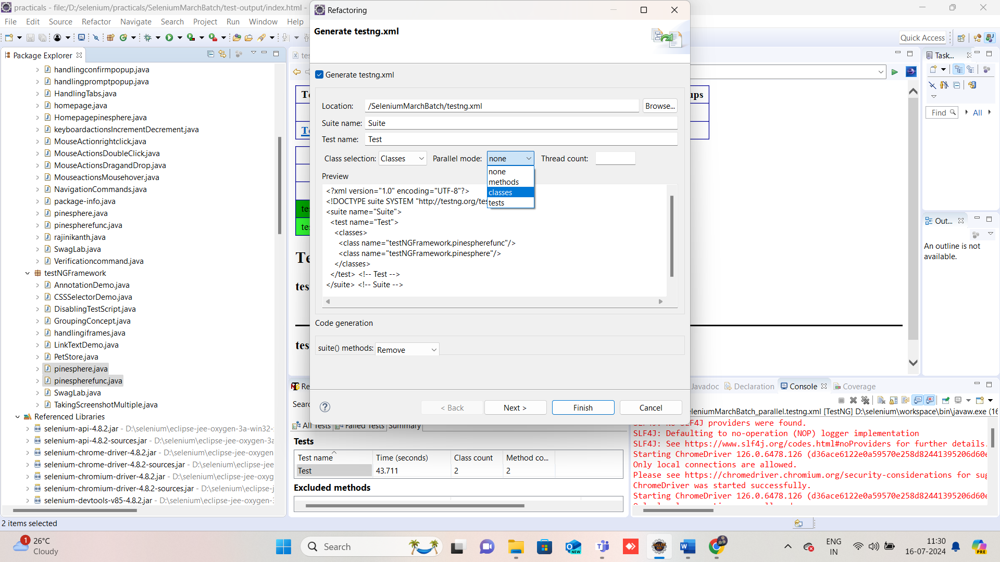 practicals - file:/D:/selenium/practicals/SeleniumMarchBatch/test-output/index.html -
File Edit Source Refactor Navigate Search Project Run Window Help
Quick Access
Package Explorer
handlingconfirmpopup.java
handlingpromptpopup.java
HandlingTabs.java
homepage.java
Homepagepinesphere.java
keyboardactionsIncrementDecrement.java
MouseActionrightclick.java
MouseActionsDoubleClick.java
MouseActionsDragandDrop.java
MouseactionsMousehover.java
NavigationCommands.java
package-info.java
pinesphere.java
pinespherefunc.java
rajinikanth.java
SwagLab.java
Verificationcommand.java
testNGFramework
AnnotationDemo.java
CSSSelectorDemo.java
DisablingTestScript.java
GroupingConcept.java
handlingiframes.java
LinkTextDemo.java
PetStore.java
pinesphere.java
pinespherefunc.java
SwagLab.java
TakingScreenshotMultiple.java
Referenced Libraries
selenium-api-4.8.2.jar - D:\selenium\eclipse-jee-oxygen-3a-win32-
selenium-api-4.8.2-sources.jar - D:\selenium\eclipse-jee-oxygen-3a
selenium-chrome-driver-4.8.2.jar - D:\selenium\eclipse-jee-oxygen
selenium-chrome-driver-4.8.2-sources.jar - D:\selenium\eclipse-jee
selenium-chromium-driver-4.8.2.jar - D:\selenium\eclipse-jee-oxyg
selenium-chromium-driver-4.8.2-sources.jar - D:\selenium\eclipse-j
selenium-devtools-v85-4.8.2.jar - D:\selenium\eclipse-jee-oxygen-3
2 items selected
Refactoring
Generate testng.xml
Generate testng.xml
Location: /SeleniumMarchBatch/testng.xml Browse...
Suite name: Suite
Test name: Test
Class selection: Classes Parallel mode: none Thread count:
none
methods
classes
tests
Preview
<?xml version="1.0" encoding="UTF-8"?>
<!DOCTYPE suite SYSTEM "http://testng.org/tes
<suite name="Suite">
<test name="Test">
<classes>
<class name="testNGFramework.pinespherefunc"/>
<class name="testNGFramework.pinesphere"/>
</classes>
</test> <!-- Test -->
</suite> <!-- Suite -->
Code generation
suite() methods: Remove
< Back Next > Finish Cancel
tes
Te
ups
Te
tes
tes
Te
tes
tes
Task...
Find All
Out...
An outline is not
available.
Re
Searc
All Tests Failed Tests Summary
Tests
Test name Time (seconds) Class count Method co...
Test 43.711 2 2
Excluded methods
Javadoc Declaration Console Coverage
eleniumMarchBatch_parallel.testng.xml [TestNG] D:\selenium\workspace\bin\javaw.exe (16
SLF4J: No SLF4J providers were found.
SLF4J: Defaulting to no-operation (NOP) logger implementation
SLF4J: See https://www.slf4j.org/codes.html#noProviders for further details.
Starting ChromeDriver 126.0.6478.126 (d36ace6122e0a59570e258d82441395206d60e
Only local connections are allowed.
Please see https://chromedriver.chromium.org/security-considerations for sug
ChromeDriver was started successfully.
Starting ChromeDriver 126.0.6478.126 (d36ace6122e0a59570e258d82441395206d60e
1
26°C
Cloudy
Search
NEW
ENG
IN
11:30
16-07-2024
PRE